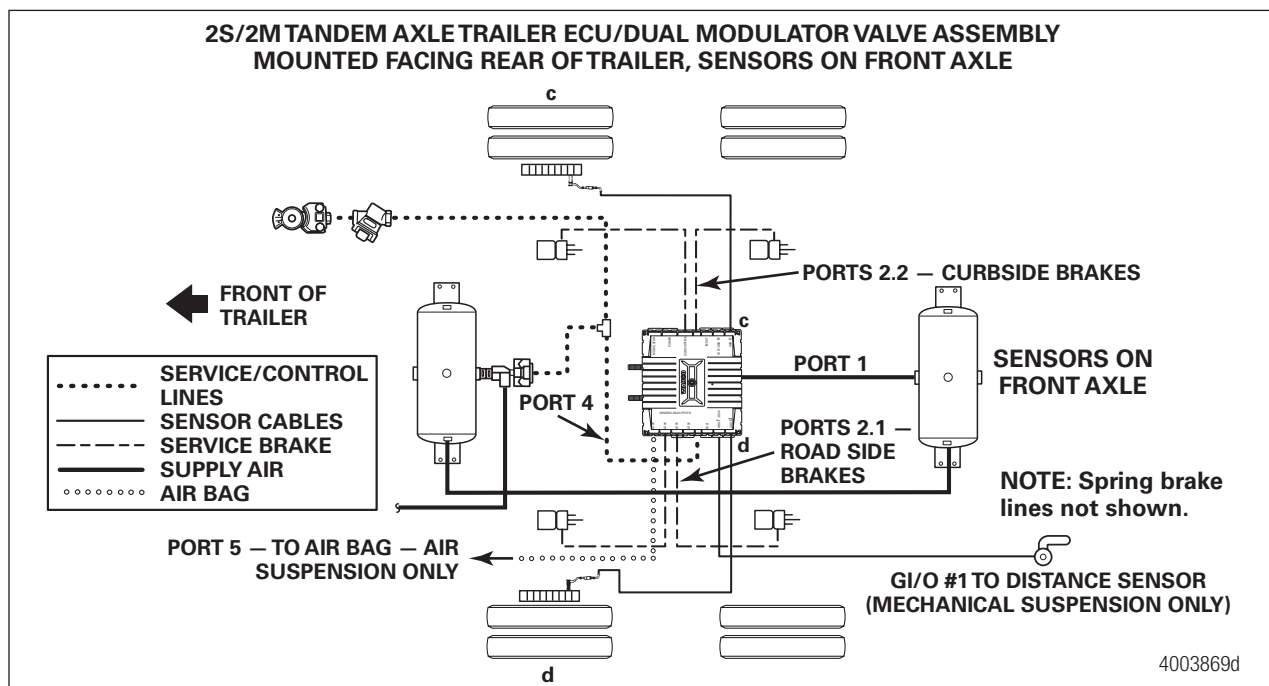 2S/2M TANDEM AXLE TRAILER ECU/DUAL MODULATOR VALVE ASSEMBLY
MOUNTED FACING REAR OF TRAILER, SENSORS ON FRONT AXLE
c
PORTS 2.2 — CURBSIDE BRAKES
FRONT OF
TRAILER
c
SENSORS ON
FRONT AXLE
PORT 1
SERVICE/CONTROL
LINES
SENSOR CABLES
SERVICE BRAKE
SUPPLY AIR
AIR BAG
PORT 4
d
PORTS 2.1 —
ROAD SIDE
BRAKES
NOTE: Spring brake
lines not shown.
PORT 5 — TO AIR BAG — AIR
SUSPENSION ONLY
GI/O #1 TO DISTANCE SENSOR
(MECHANICAL SUSPENSION ONLY)
d
4003869d